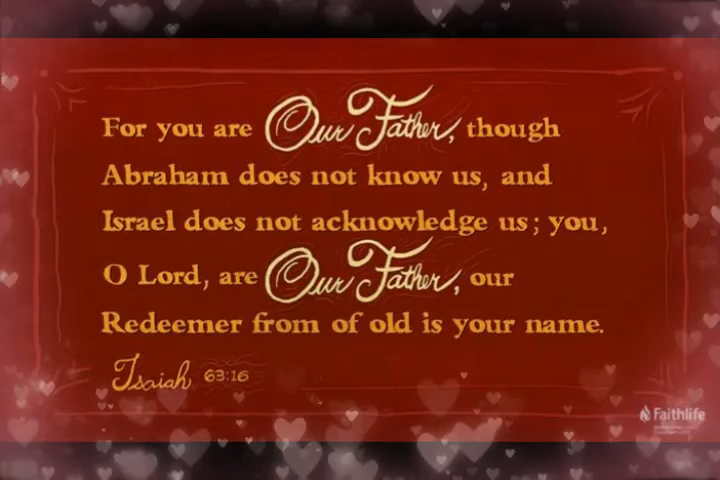 For you are Our Father, though
Abraham does not know us, and
Israel does not acknowledge us; you,
O Lord, are Our Father, our
Redeemer from of old is your name.
Isaiah 63:16
Faithlife